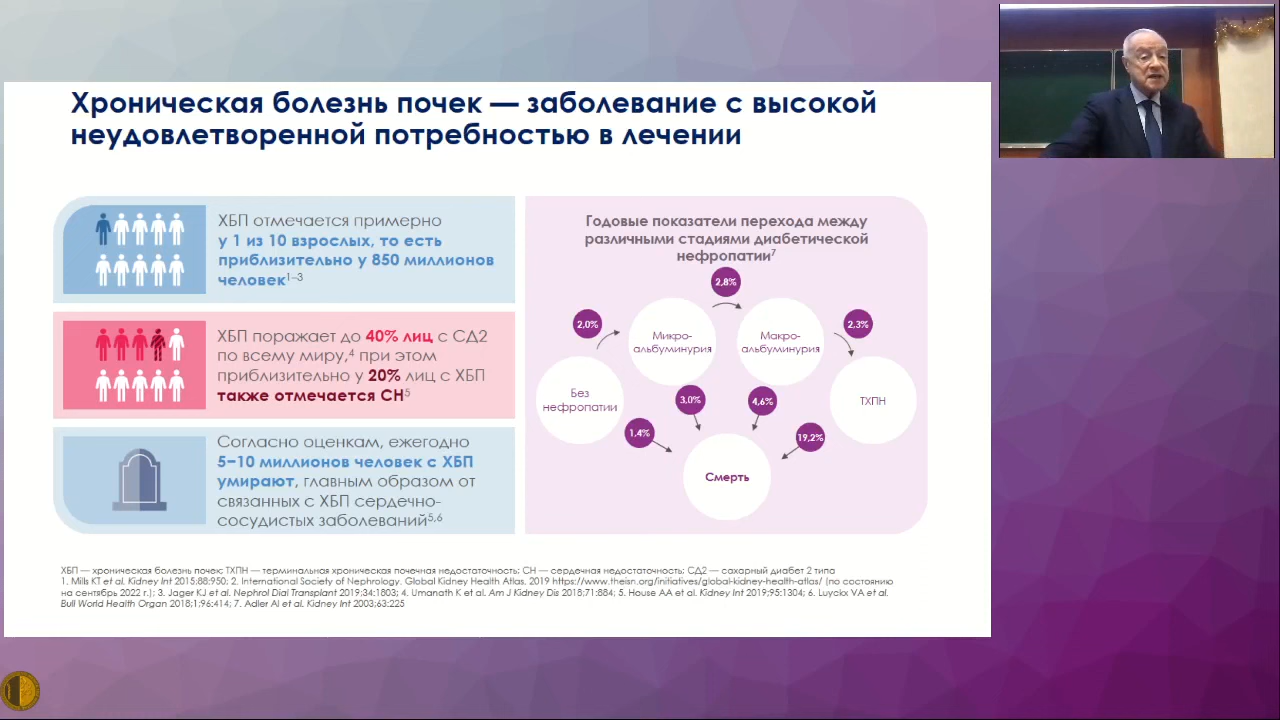 Хроническая болезнь почек — заболевание с высокой
неудовлетворенной потребностью в лечении
ХБП отмечается примерно
у 1 из 10 взрослых, то есть
приблизительно у 850 миллионов
человек1–3
ХБП поражает до 40% лиц с СД2
по всему миру,4 при этом
приблизительно у 20% лиц с ХБП
также отмечается СН5
Согласно оценкам, ежегодно
5–10 миллионов человек с ХБП
умирают, главным образом от
связанных с ХБП сердечно-
сосудистых заболеваний5,6
Годовые показатели перехода между
различными стадиями диабетической
нефропатии7
2,8%
2,0%
2,3%
Микро-
альбуминурия
Макро-
альбуминурия
Без
нефропатии
ТХПН
3,0%
4,6%
1,4%
19,2%
Смерть
ХБП — хроническая болезнь почек; ТХПН — терминальная хроническая почечная недостаточность; СН — сердечная недостаточность; СД2 — сахарный диабет 2 типа
1. Mills KT et al. Kidney Int 2015;88:950; 2. International Society of Nephrology. Global Kidney Health Atlas. 2019 https://www.theisn.org/initiatives/global-kidney-health-atlas/ (по состоянию
на сентябрь 2022 г.); 3. Jager KJ et al. Nephrol Dial Transplant 2019;34:1803; 4. Umanath K et al. Am J Kidney Dis 2018;71:884; 5. House AA et al. Kidney Int 2019;95:1304; 6. Luyckx VA et al.
Bull World Health Organ 2018;1;96:414; 7. Adler AI et al. Kidney Int 2003;63:225